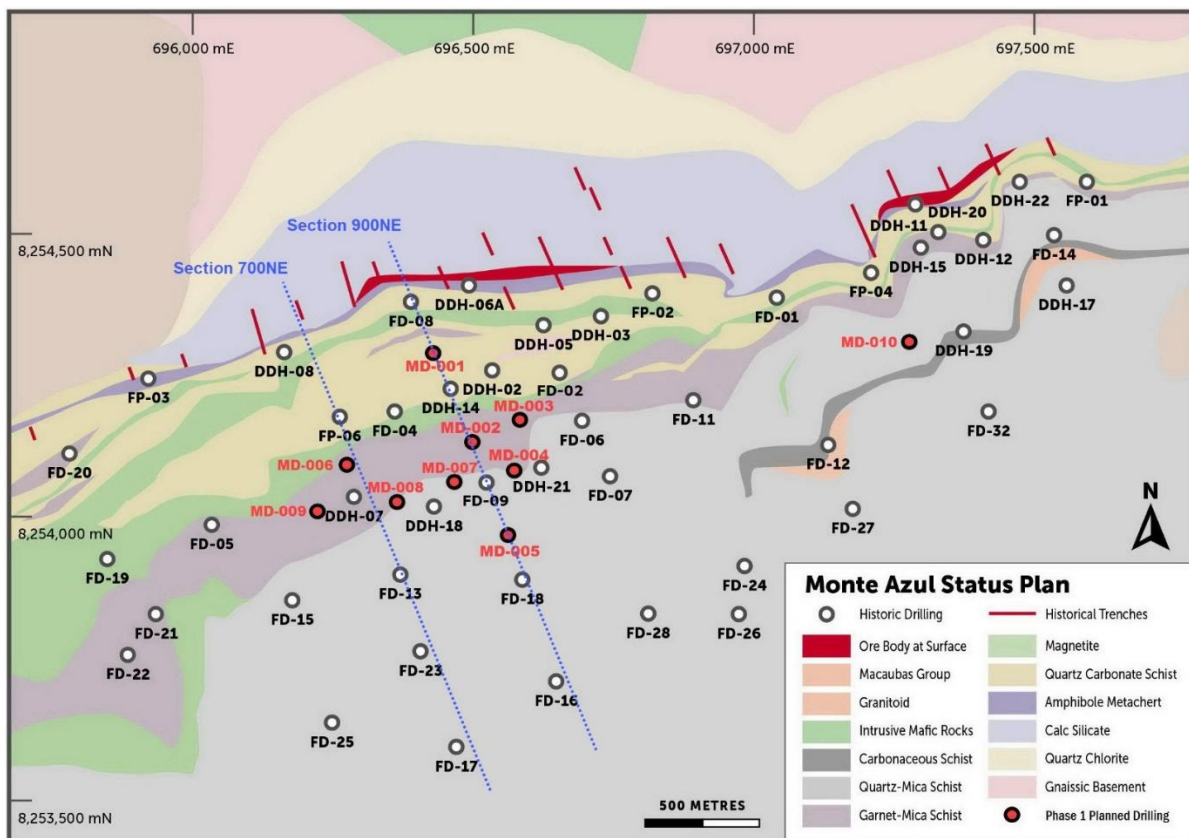 696,000 mE
696,500 mE
697,000 mE
697,500 mE
Section 900NE
8,254,500 mN
Section 700NE
DDH-22
FP-01
DDH-11
DDH-20
DDH-15
DDH-12
FD-14
FP-04
DDH-17
DDH-06A
FD-08
FP-02
FD-01
DDH-03
DDH-05
DDH-08
MD-001
MD-010
DDH-19
FP-03
DDH-02
FD-02
DDH-14
MD-003
FD-11
FP-06
FD-04
MD-002
FD-06
FD-32
FD-20
MD-006
MD-004
FD-12
MD-007
DDH-21
FD-09
FD-07
MD-008
MD-009
DDH-07
DDH-18
8,254,000 mN
FD-05
FD-27
MD-005
FD-19
FD-13
FD-18
FD-24
FD-15
FD-21
FD-28
FD-26
FD-22
FD-23
FD-16
FD-25
FD-17
8,253,500 mN
500 METRES
N
Monte Azul Status Plan
Historic Drilling
Historical Trenches
Ore Body at Surface
Magnetite
Macaubas Group
Quartz Carbonate Schist
Granitoid
Amphibole Metachert
Intrusive Mafic Rocks
Calc Silicate
Carbonaceous Schist
Quartz Chlorite
Quartz-Mica Schist
Gnaissic Basement
Garnet-Mica Schist
Phase 1 Planned Drilling